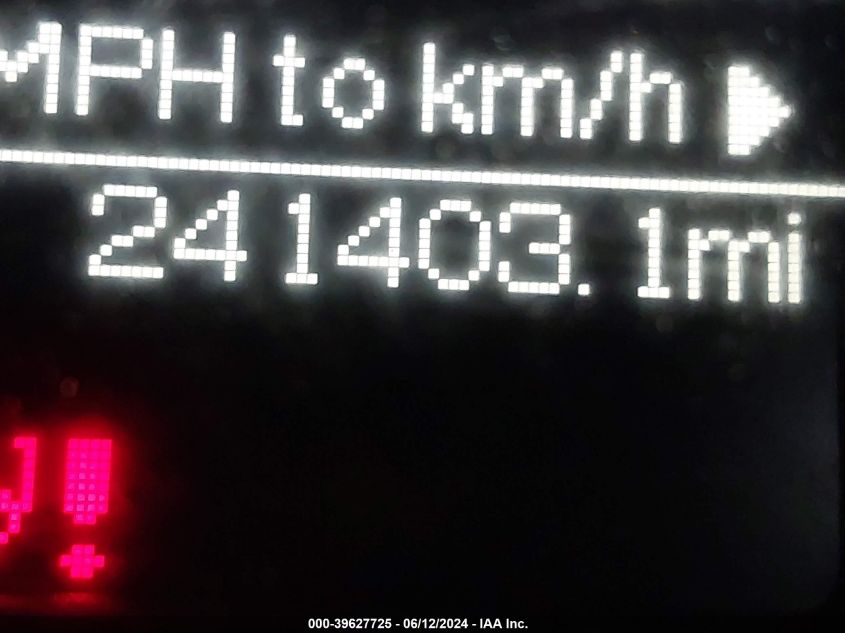 MPH to km/h
241403.1mi
!
000-39627725 - 06/12/2024 - IAA Inc.